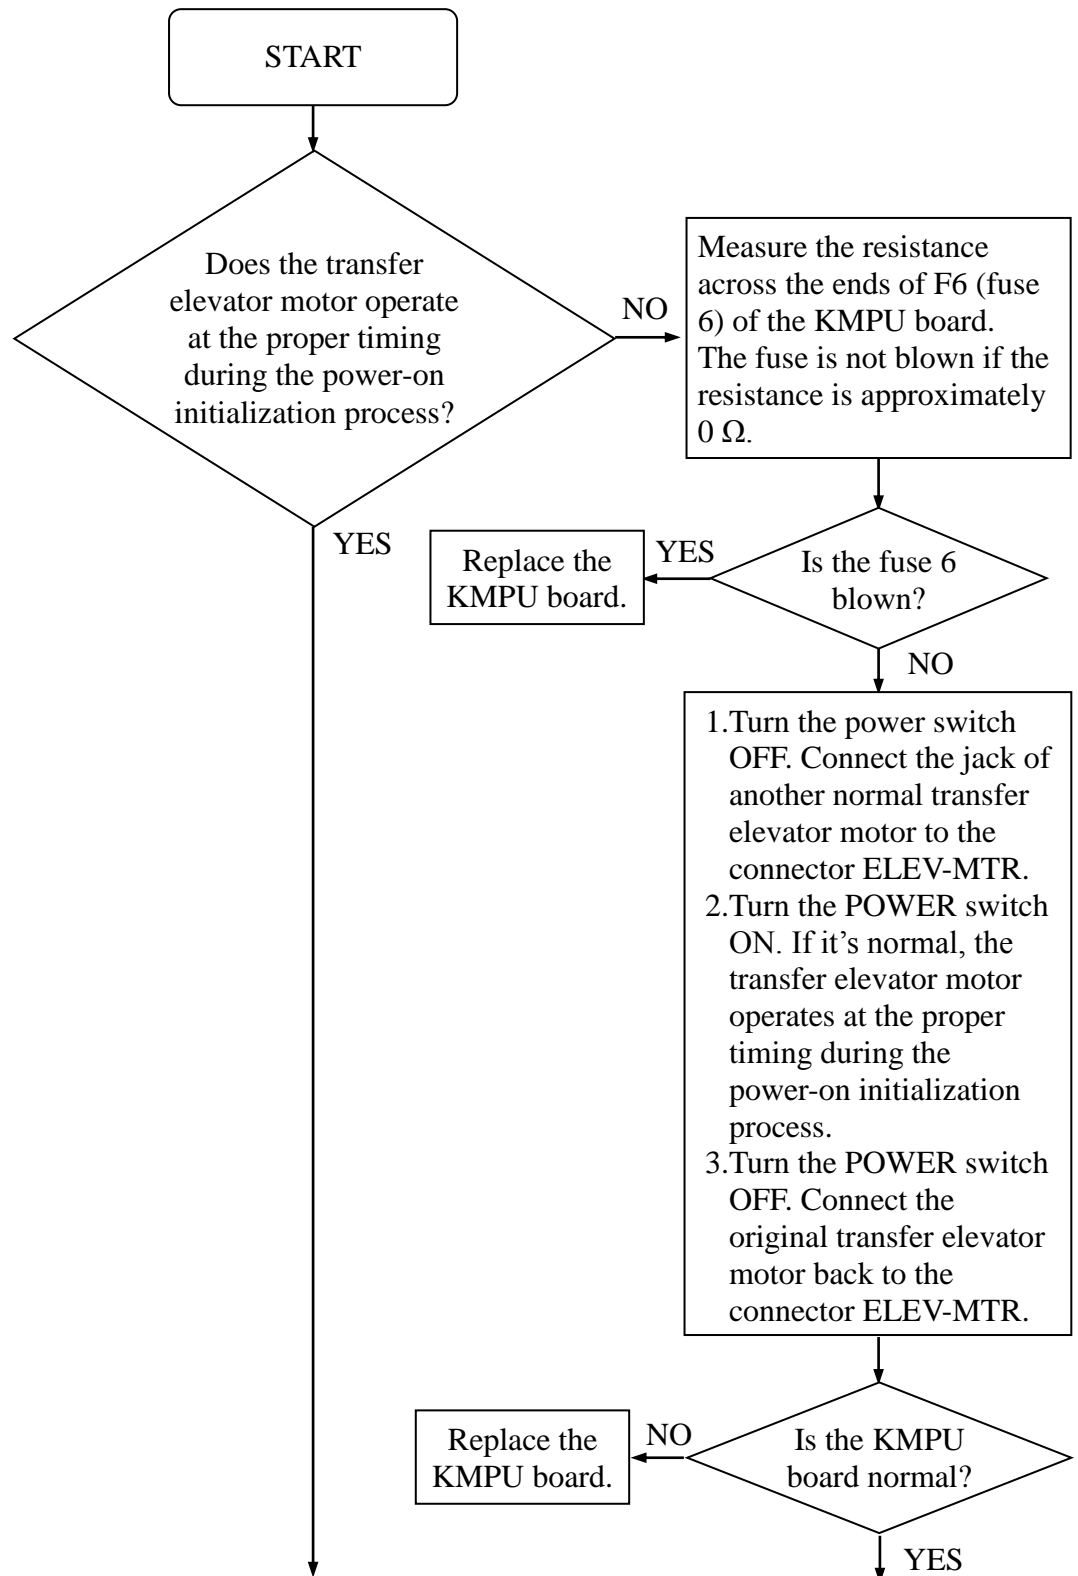 START
Does the transfer
elevator motor operate
at the proper timing
during the power-on
initialization process?
NO
Measure the resistance
across the ends of F6 (fuse
6) of the KMPU board.
The fuse is not blown if the
resistance is approximately
0 Ω.
YES
Replace the
KMPU board.
YES
Is the fuse 6
blown?
NO
1.Turn the power switch
OFF. Connect the jack of
another normal transfer
elevator motor to the
connector ELEV-MTR.
2.Turn the POWER switch
ON. If it’s normal, the
transfer elevator motor
operates at the proper
timing during the
power-on initialization
process.
3.Turn the POWER switch
OFF. Connect the
original transfer elevator
motor back to the
connector ELEV-MTR.
Replace the
KMPU board.
NO
Is the KMPU
board normal?
YES